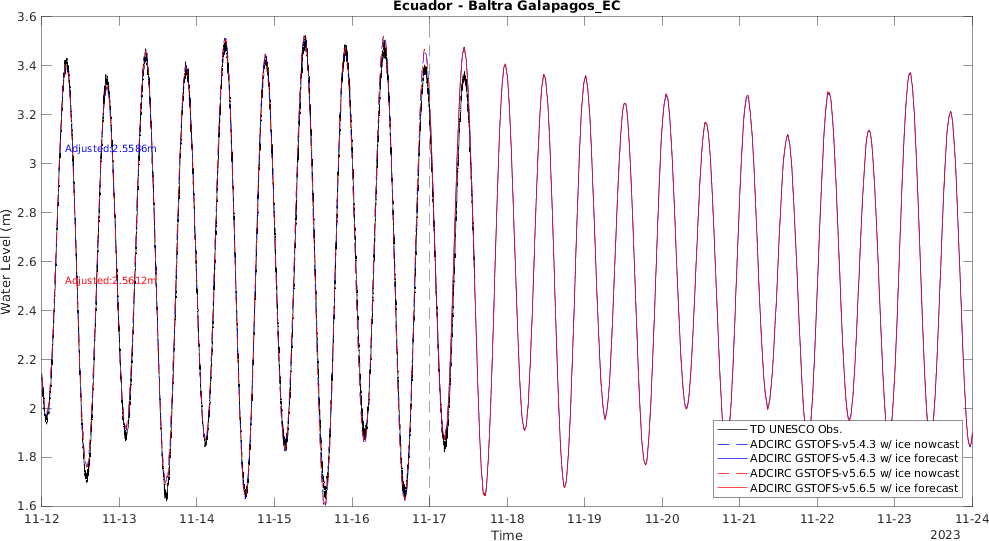 Ecuador - Baltra Galapagos_EC
Water Level (m)
3.6
3.4
3.2
3
2.8
2.6
2.4
2.2
2
1.8
1.6
Adjusted:2.5586m
Adjusted:2.5612m
TD UNESCO Obs.
ADCIRC GSTOFS-v5.4.3 w/ ice nowcast
ADCIRC GSTOFS-v5.4.3 w/ ice forecast
ADCIRC GSTOFS-v5.6.5 w/ ice nowcast
ADCIRC GSTOFS-v5.6.5 w/ ice forecast
11-12 11-13 11-14 11-15 11-16 11-17 11-18 11-19 11-20 11-21 11-22 11-23 11-24
Time
2023